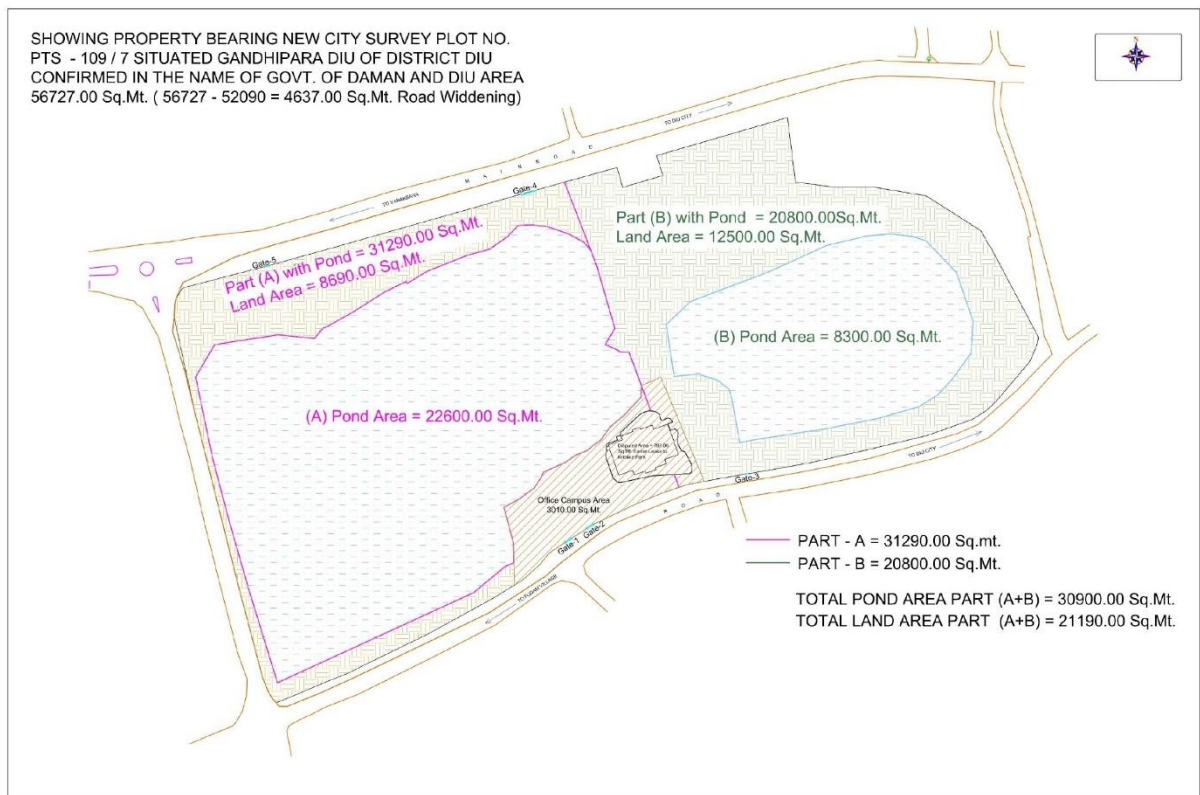 SHOWING PROPERTY BEARING NEW CITY SURVEY PLOT NO.
PTS - 109 / 7 SITUATED GANDHIPARA DIU OF DISTRICT DIU
CONFIRMED IN THE NAME OF GOVT. OF DAMAN AND DIU AREA
56727.00 Sq.Mt. ( 56727 - 52090 = 4637.00 Sq.Mt. Road Widdening)
N
TO DIU CITY
MAIN ROAD
Gate-4
Gate-5
Part (A) with Pond = 31290.00 Sq.Mt.
Land Area = 8690.00 Sq.Mt.
Part (B) with Pond = 20800.00Sq.Mt.
Land Area = 12500.00 Sq.Mt.
(B) Pond Area = 8300.00 Sq.Mt.
(A) Pond Area = 22600.00 Sq.Mt.
Office Campus Area
3010.00 Sq.Mt.
Gate-3
TO DIU CITY
ROAD
Gate-1 Gate-2
VILLAGE
PART - A = 31290.00 Sq.mt.
PART - B = 20800.00 Sq.Mt.
TOTAL POND AREA PART (A+B) = 30900.00 Sq.Mt.
TOTAL LAND AREA PART (A+B) = 21190.00 Sq.Mt.